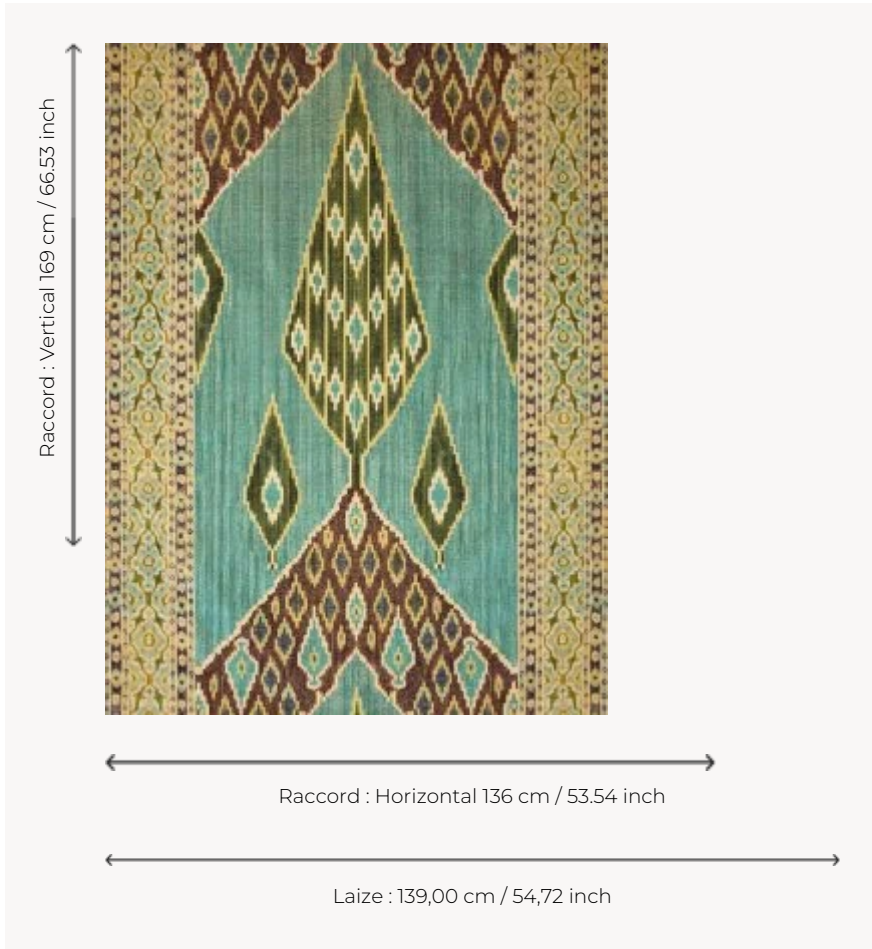 Raccord : Vertical 169 cm / 66.53 inch
Raccord : Horizontal 136 cm / 53.54 inch
Laize : 139,00 cm / 54,72 inch